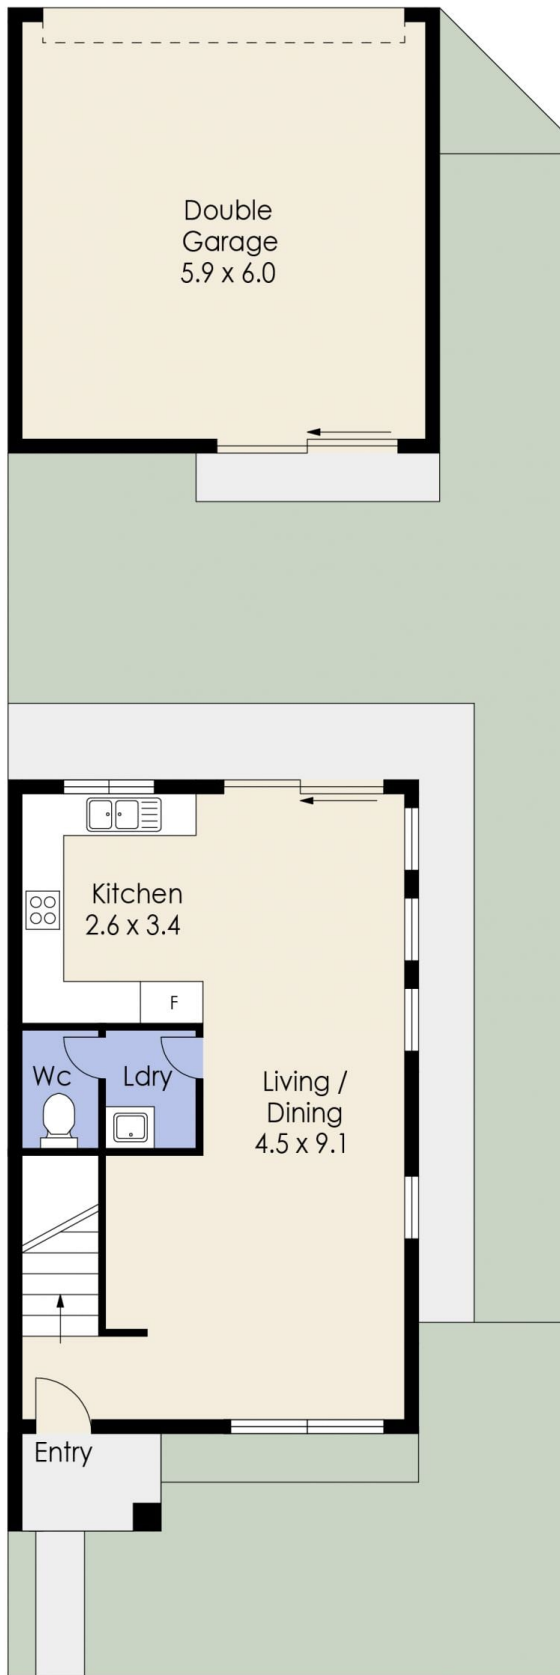 Double
Garage
5.9 x 6.0
Kitchen
2.6 x 3.4
F
Wc
Ldry
Living /
Dining
4.5 x 9.1
Entry